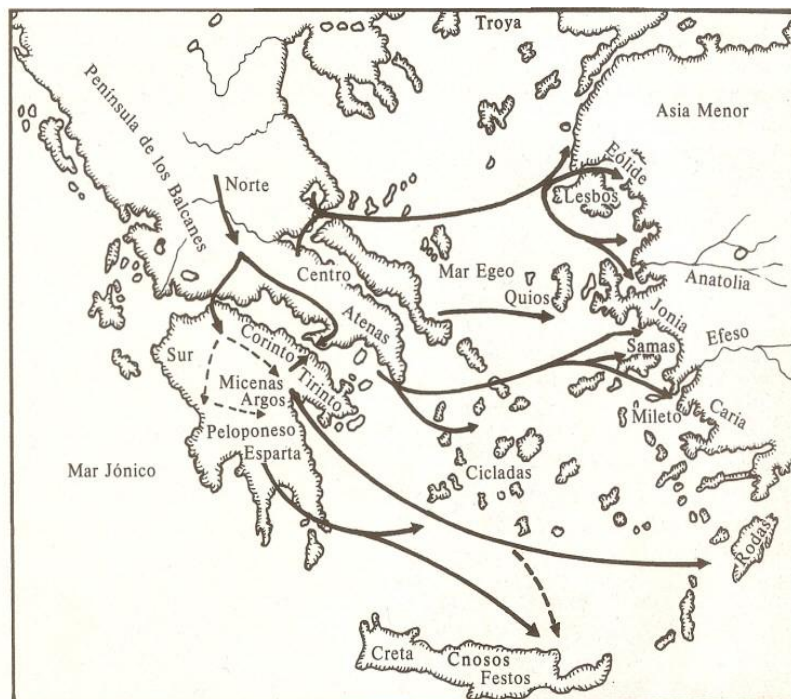 Troya
Península de los Balcanes
Asia Menor
Eólide
Norte
Lesbos
Centro
Mar Egeo
Quios
Anatolia
Atenas
Jonia
Efeso
Corinto
Samas
Sur
Tirinto
Micenas
Argos
Mileto
Caria
Peloponeso
Esparta
Mar Jónico
Cicladas
Rodas
Creta
Cnosos
Festos